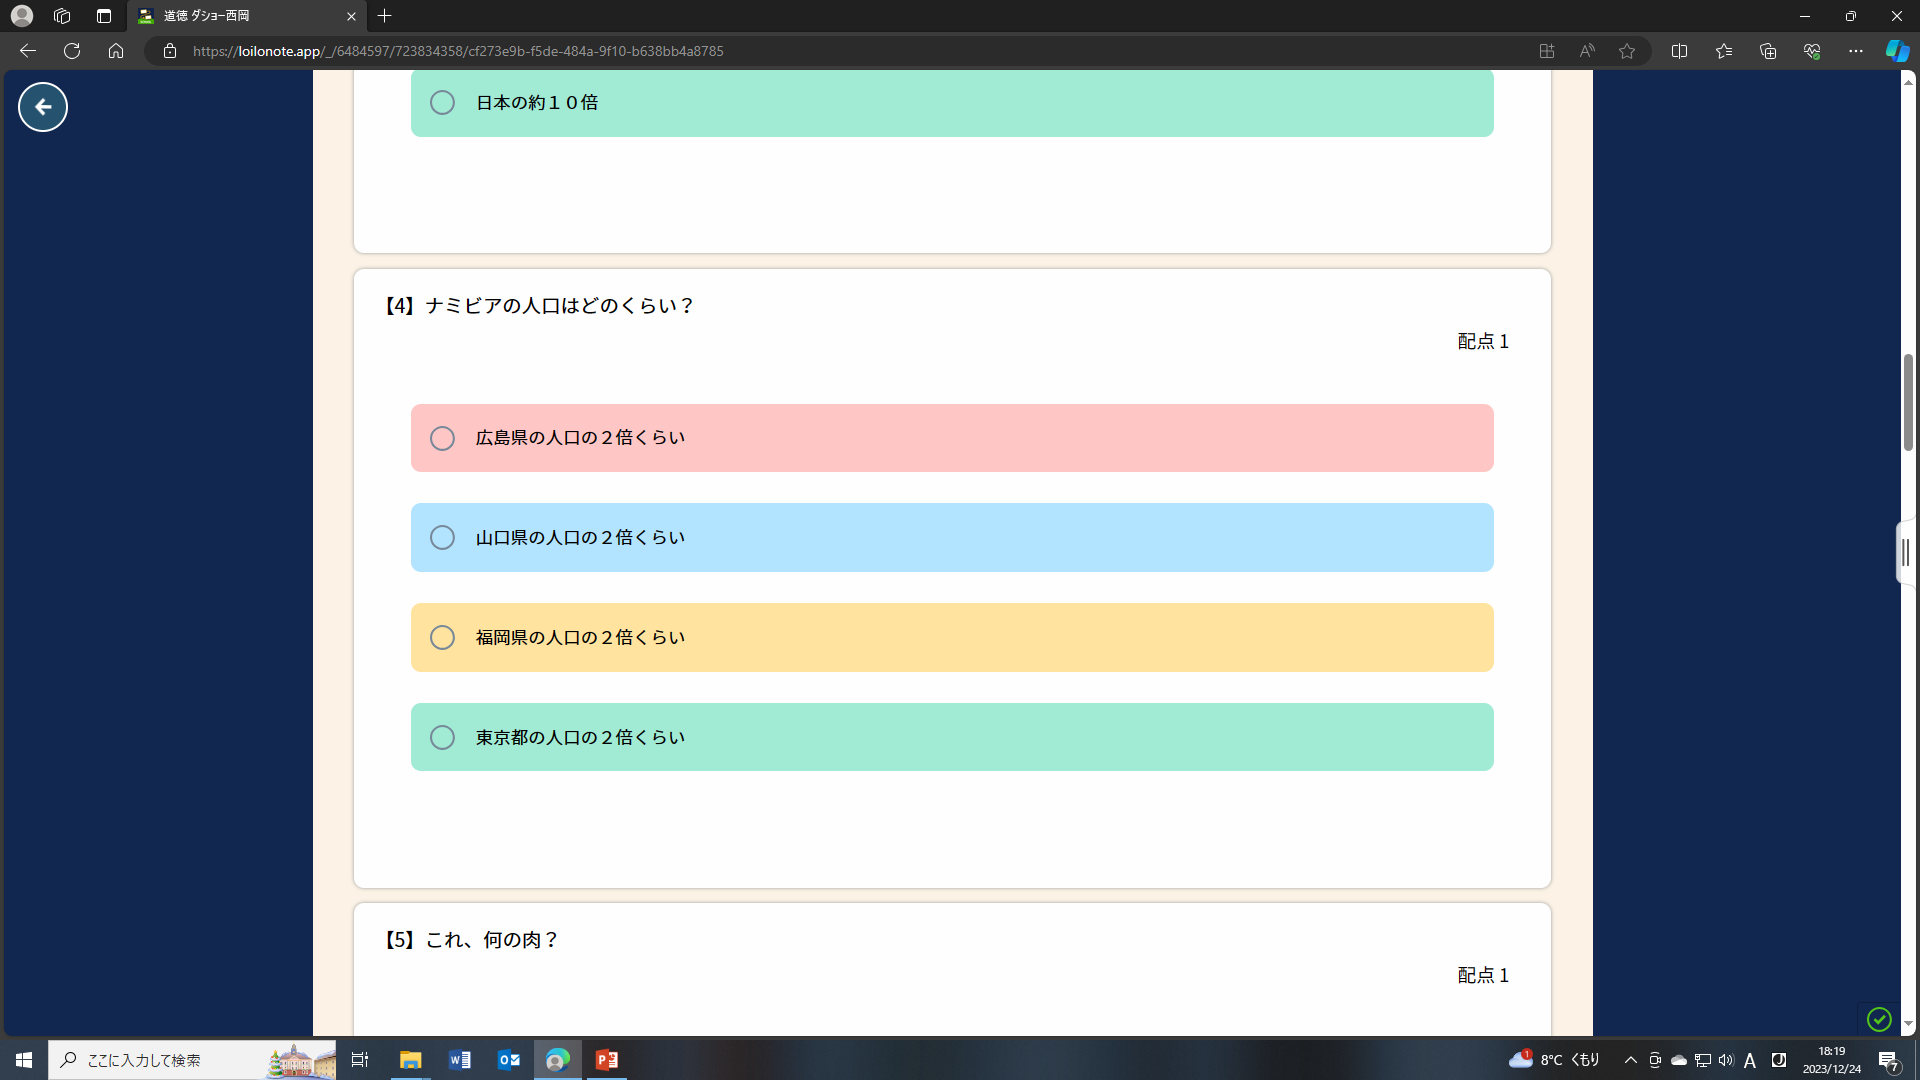 道徳 ダショー西岡
https://loilonote.app/_/6484597/723834358/cf273e9b-f5de-484a-9f10-b638bb4a8785
日本の約１０倍
【4】ナミビアの人口はどのくらい？
配点 1
広島県の人口の２倍くらい
山口県の人口の２倍くらい
福岡県の人口の２倍くらい
東京都の人口の２倍くらい
【5】これ、何の肉？
配点 1
ここに入力して検索
1
8°C くもり
A
18:19
2023/12/24
7